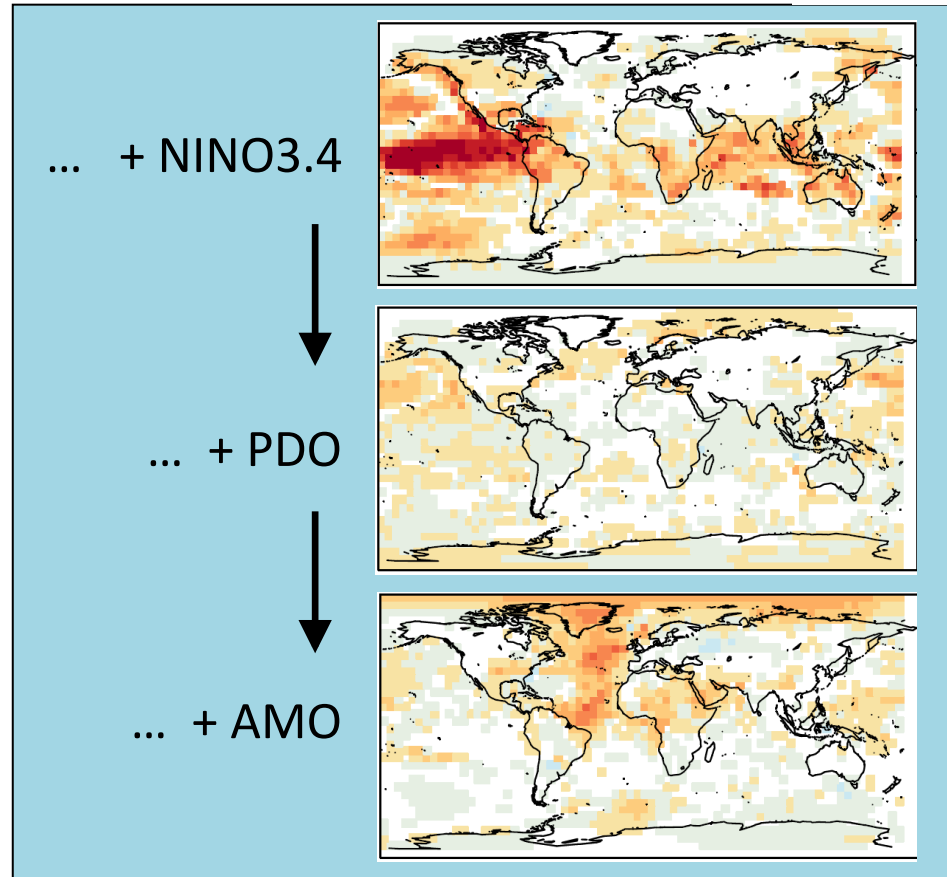 … + NINO3.4
… + PDO
… + AMO